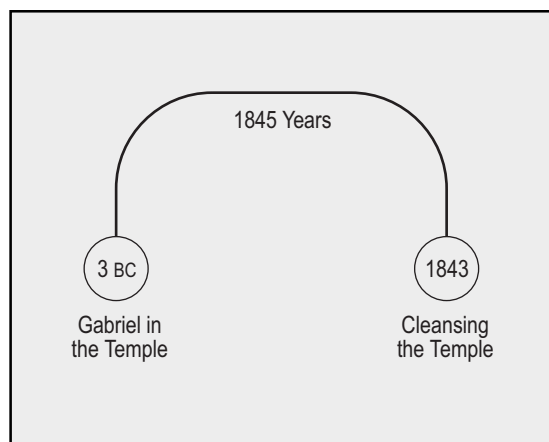 1845 Years
3 BC
1843
Gabriel in
the Temple
Cleansing
the Temple